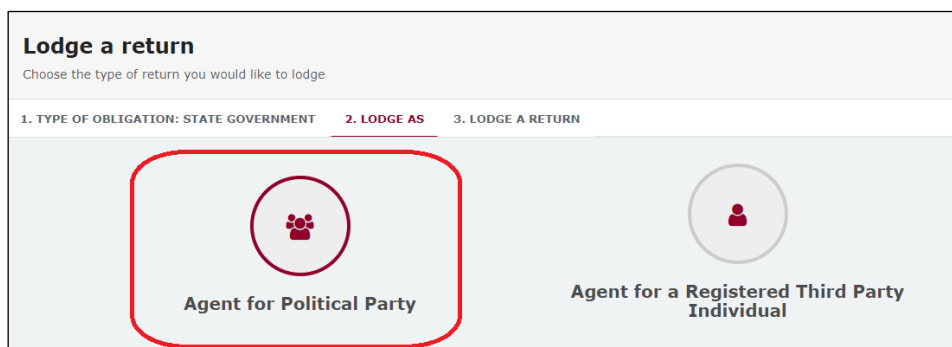 Lodge a return
Choose the type of return you would like to lodge
1. TYPE OF OBLIGATION: STATE GOVERNMENT 2. LODGE AS 3. LODGE A RETURN
Agent for Political Party
Agent for a Registered Third Party
Individual